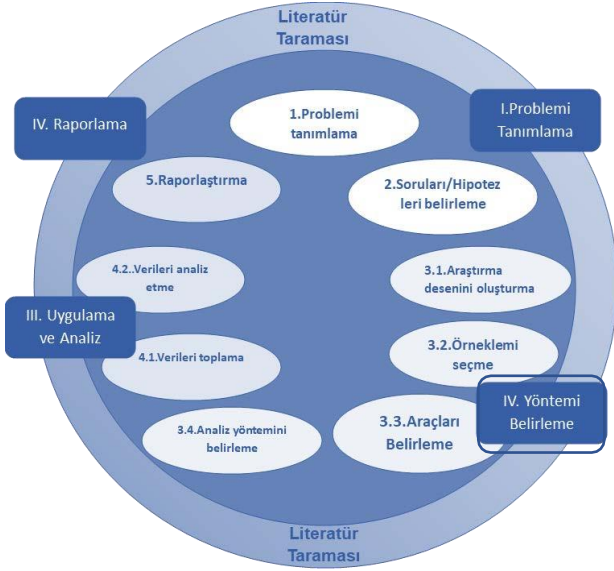 Literatür
Taraması
IV. Raporlama
I.Problemi
Tanımlama
1.Problemi
tanımlama
5.Raporlaştırma
2.Soruları/Hipotez
leri belirleme
4.2..Verileri analiz
etme
3.1.Araştırma
desenini oluşturma
III. Uygulama
ve Analiz
4.1.Verileri toplama
3.2.Örneklemi
seçme
IV. Yöntemi
Belirleme
3.4.Analiz yöntemini
belirleme
3.3.Araçları
Belirleme
Literatür
Taraması